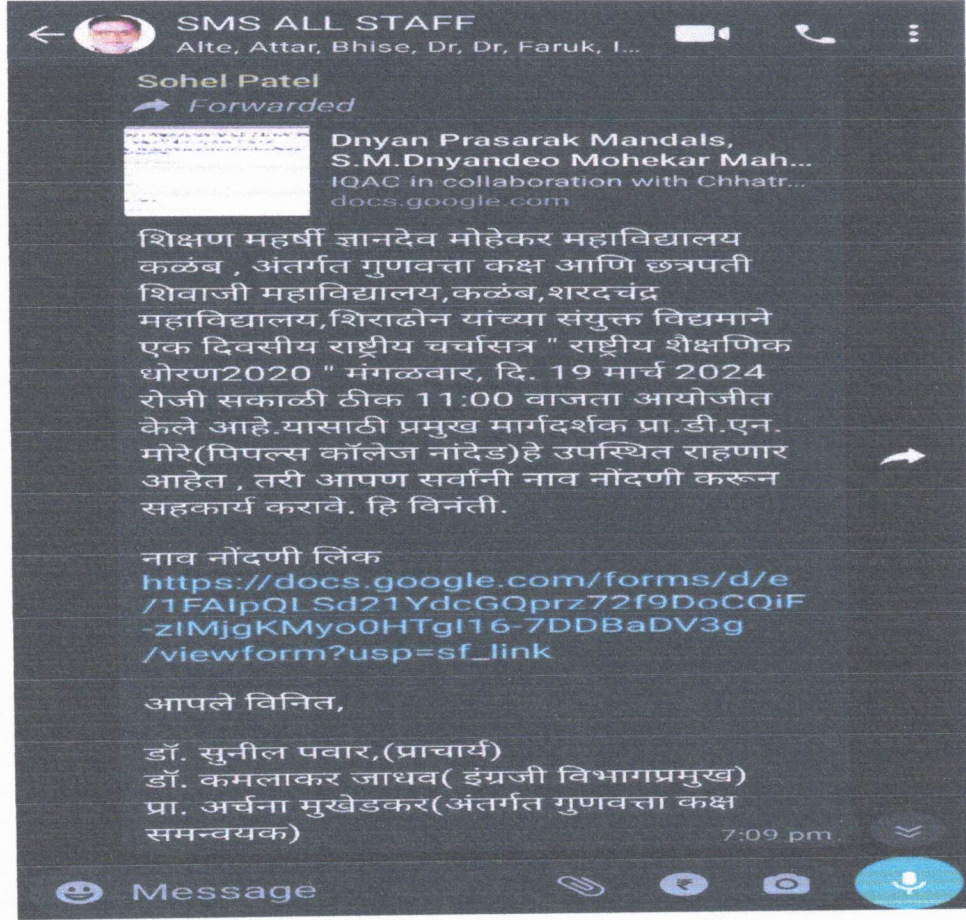 SMS ALL STAFF
Alte, Attar, Bhise, Dr, Dr, Faruk, I...
Sohel Patel
Forwarded
Dnyan Prasarak Mandals,
S.M.Dnyandeo Mohekar Mah...
IQAC in collaboration with Chhatr...
docs.google.com
शिक्षण महर्षी ज्ञानदेव मोहेकर महाविद्यालय
कळंब , अंतर्गत गुणवत्ता कक्ष आणि छत्रपती
शिवाजी महाविद्यालय,कळंब,शरदचंद्र
महाविद्यालय,शिराढोन यांच्या संयुक्त विद्यमाने
एक दिवसीय राष्ट्रीय चर्चासत्र " राष्ट्रीय शैक्षणिक
धोरण2020 " मंगळवार, दि. 19 मार्च 2024
रोजी सकाळी ठीक 11:00 वाजता आयोजीत
केले आहे.यासाठी प्रमुख मार्गदर्शक प्रा.डी.एन.
मोरे(पिपल्स कॉलेज नांदेड)हे उपस्थित राहणार
आहेत , तरी आपण सर्वांनी नाव नोंदणी करून
सहकार्य करावे. हि विनंती.
नाव नोंदणी लिंक
https://docs.google.com/forms/d/e
/1FAIpQLSd21YdcGQprz72f9DoCQiF
-zIMjgKMyo0HTgI16-7DDBaDV3g
/viewform?usp=sf_link
आपले विनित,
डॉ. सुनील पवार,(प्राचार्य)
डॉ. कमलाकर जाधव( इंग्रजी विभागप्रमुख)
प्रा. अर्चना मुखेडकर(अंतर्गत गुणवत्ता कक्ष
समन्वयक)
7:09 pm
Message